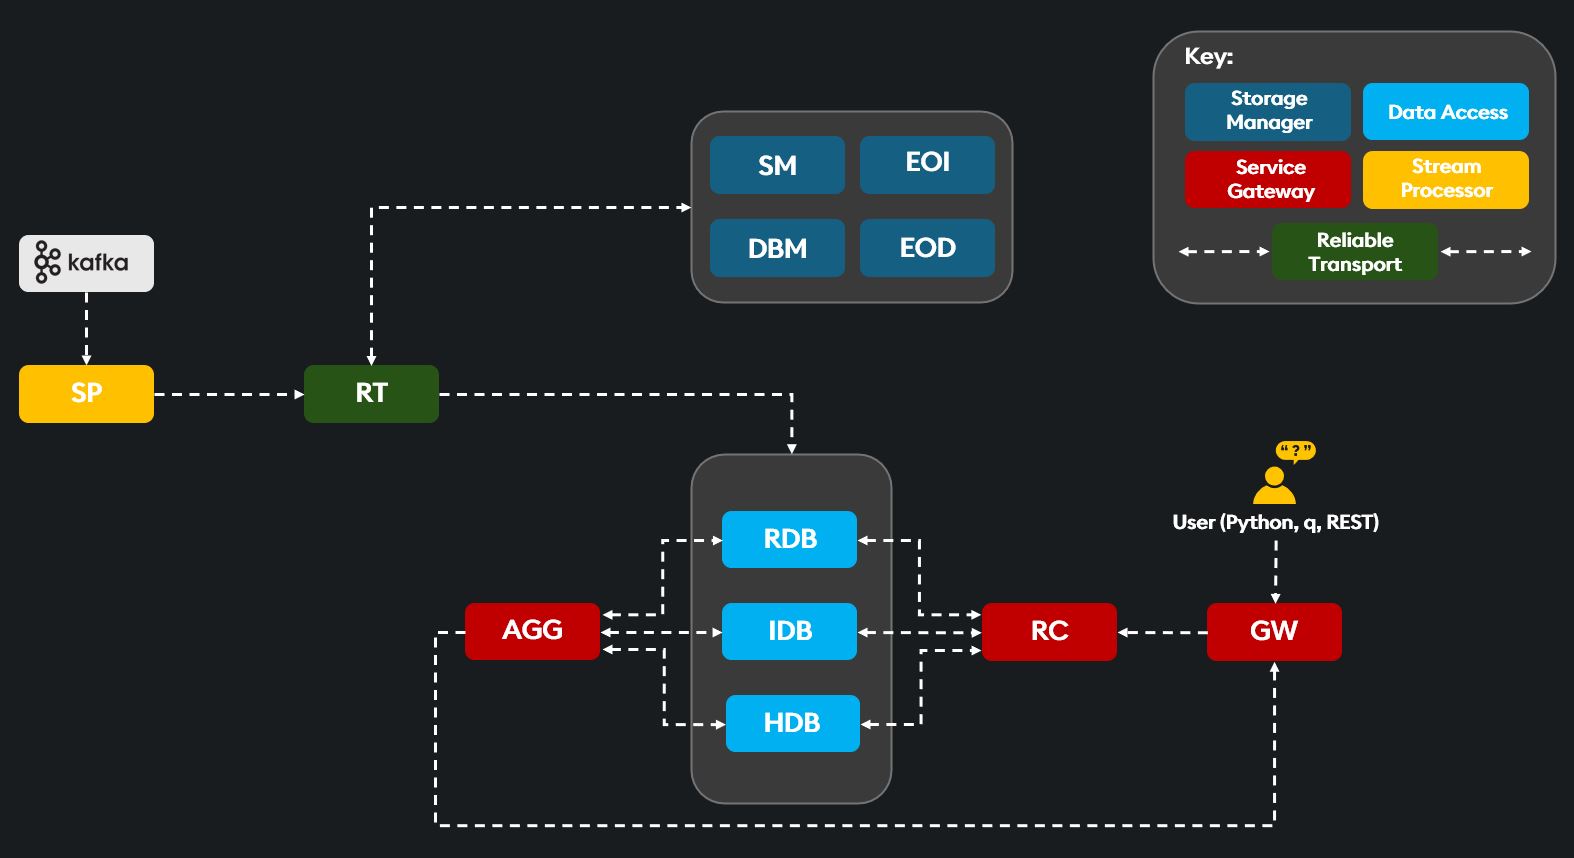 Key:
Storage
Manager
Data Access
Service
Gateway
Stream
Processor
Reliable
Transport
SM
EOI
DBM
EOD
kafka
SP
RT
“ ? ”
User (Python, q, REST)
RDB
AGG
IDB
RC
GW
HDB